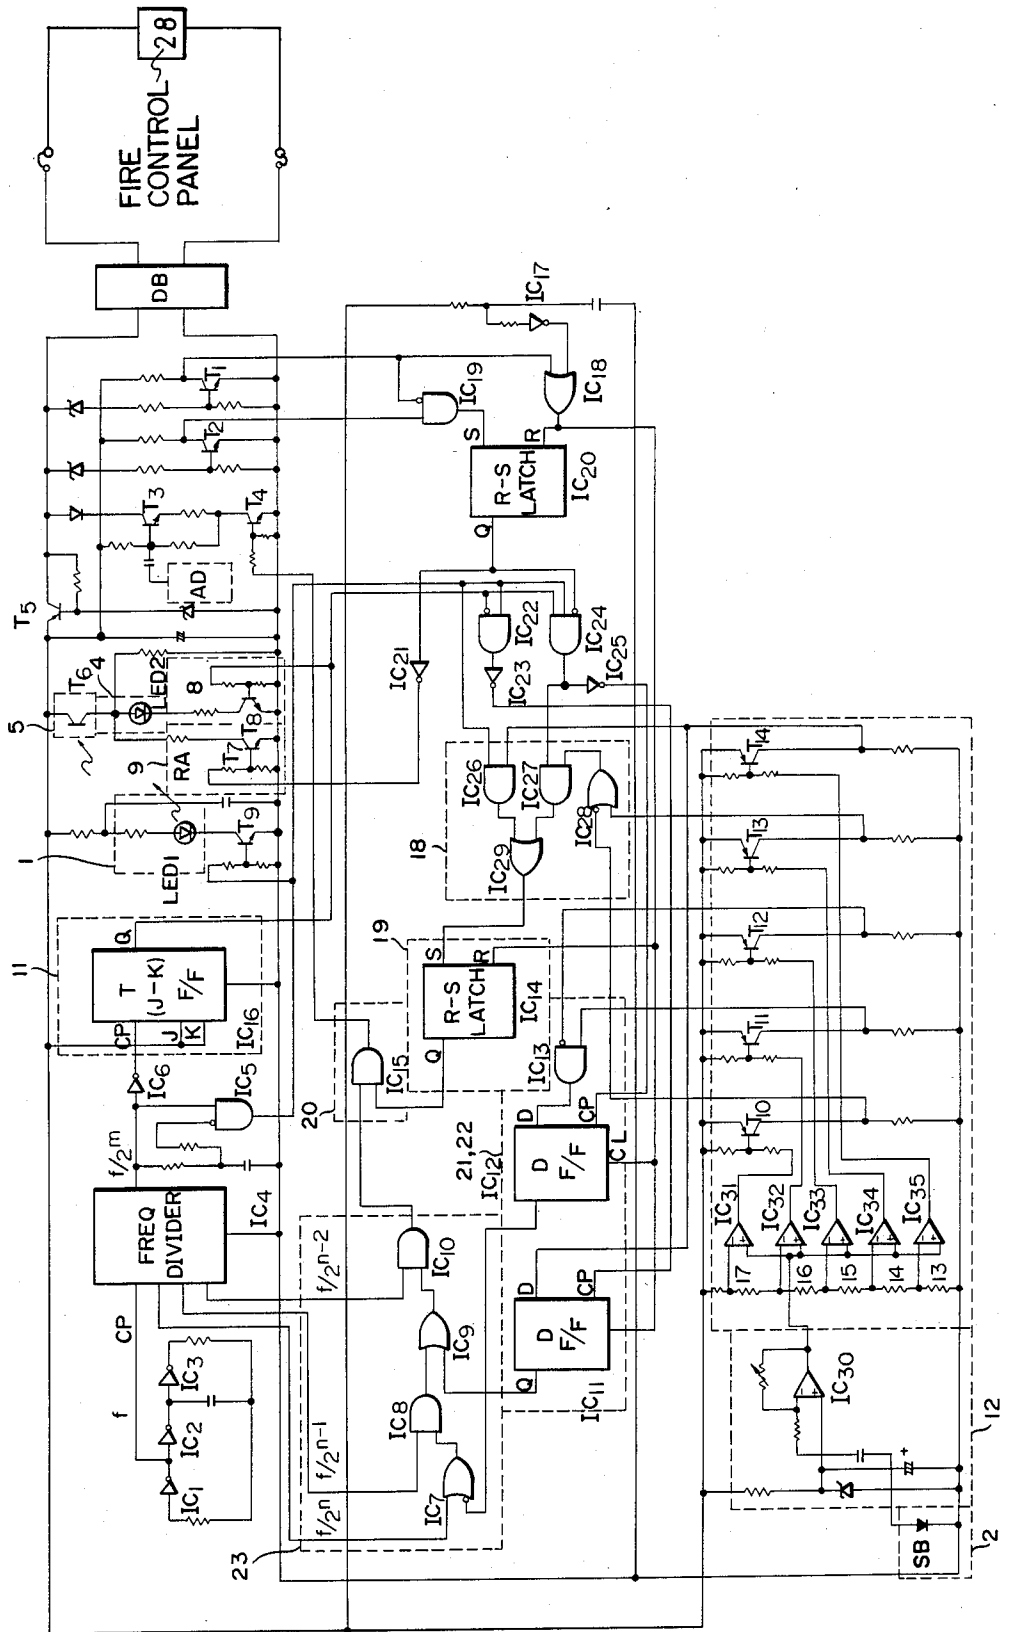 28
FIRE
CONTROL
PANEL
DB
T1
T2
T3
T4
AD
T5
5
T6
4
LED2
8
T8
9
RA
T7
T9
1
LED1
11
Q
T
(J-K)
F/F
CP
J
K
IC16
IC6
IC5
f/2^m
FREQ
DIVIDER
IC4
CP
f
IC3
IC2
IC1
IC17
IC19
IC18
S
R
R-S
LATCH
IC20
Q
IC21
IC22
IC24
IC23
IC25
IC26
IC27
IC28
18
IC29
19
S
R
R-S
LATCH
IC14
Q
IC15
20
IC13
D
CP
CL
D
F/F
21,22
IC12
f/2^n-2
IC10
D
CP
D
F/F
Q
IC11
IC9
IC8
f/2^n-1
f/2^n
IC7
23
T14
T13
T12
T11
T10
IC31
IC32
IC33
IC34
IC35
17
16
15
14
13
IC30
12
SB
2